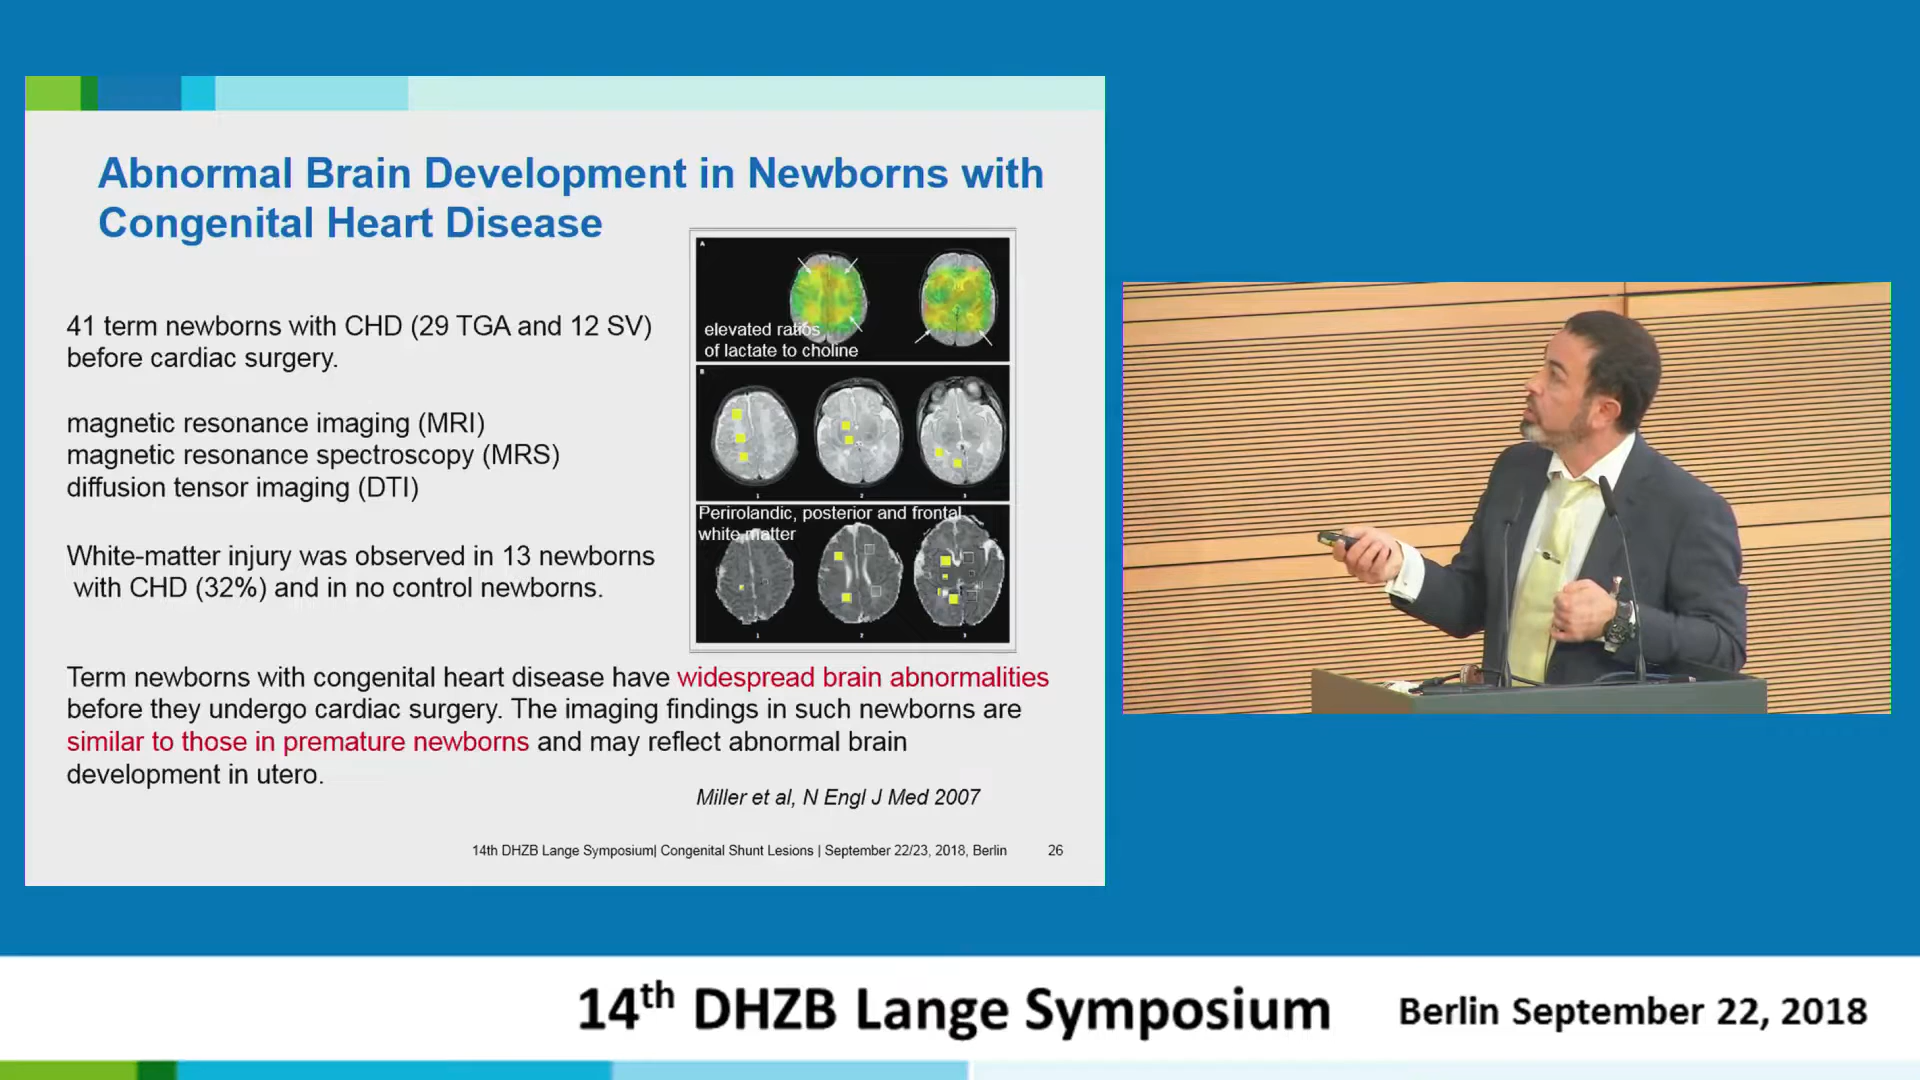 Abnormal Brain Development in Newborns with
Congenital Heart Disease
41 term newborns with CHD (29 TGA and 12 SV)
before cardiac surgery.
magnetic resonance imaging (MRI)
magnetic resonance spectroscopy (MRS)
diffusion tensor imaging (DTI)
White-matter injury was observed in 13 newborns
with CHD (32%) and in no control newborns.
A
elevated ratios
of lactate to choline
B
1 2 3
Perirolandic, posterior and frontal
white matter
1 2 3
Term newborns with congenital heart disease have widespread brain abnormalities
before they undergo cardiac surgery. The imaging findings in such newborns are
similar to those in premature newborns and may reflect abnormal brain
development in utero.
Miller et al, N Engl J Med 2007
14th DHZB Lange Symposium| Congenital Shunt Lesions | September 22/23, 2018, Berlin 26
14th DHZB Lange Symposium Berlin September 22, 2018